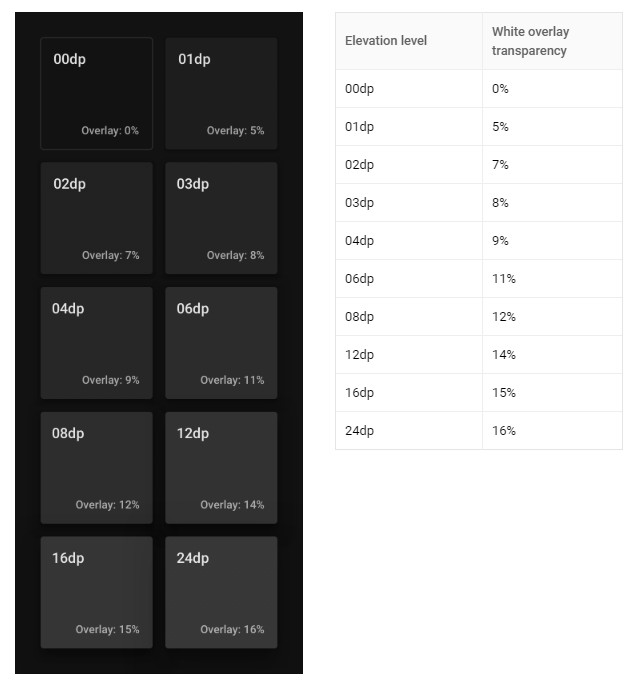 00dp
Overlay: 0%
01dp
Overlay: 5%
02dp
Overlay: 7%
03dp
Overlay: 8%
04dp
Overlay: 9%
06dp
Overlay: 11%
08dp
Overlay: 12%
12dp
Overlay: 14%
16dp
Overlay: 15%
24dp
Overlay: 16%
Elevation level
White overlay
transparency
00dp 0%
01dp 5%
02dp 7%
03dp 8%
04dp 9%
06dp 11%
08dp 12%
12dp 14%
16dp 15%
24dp 16%